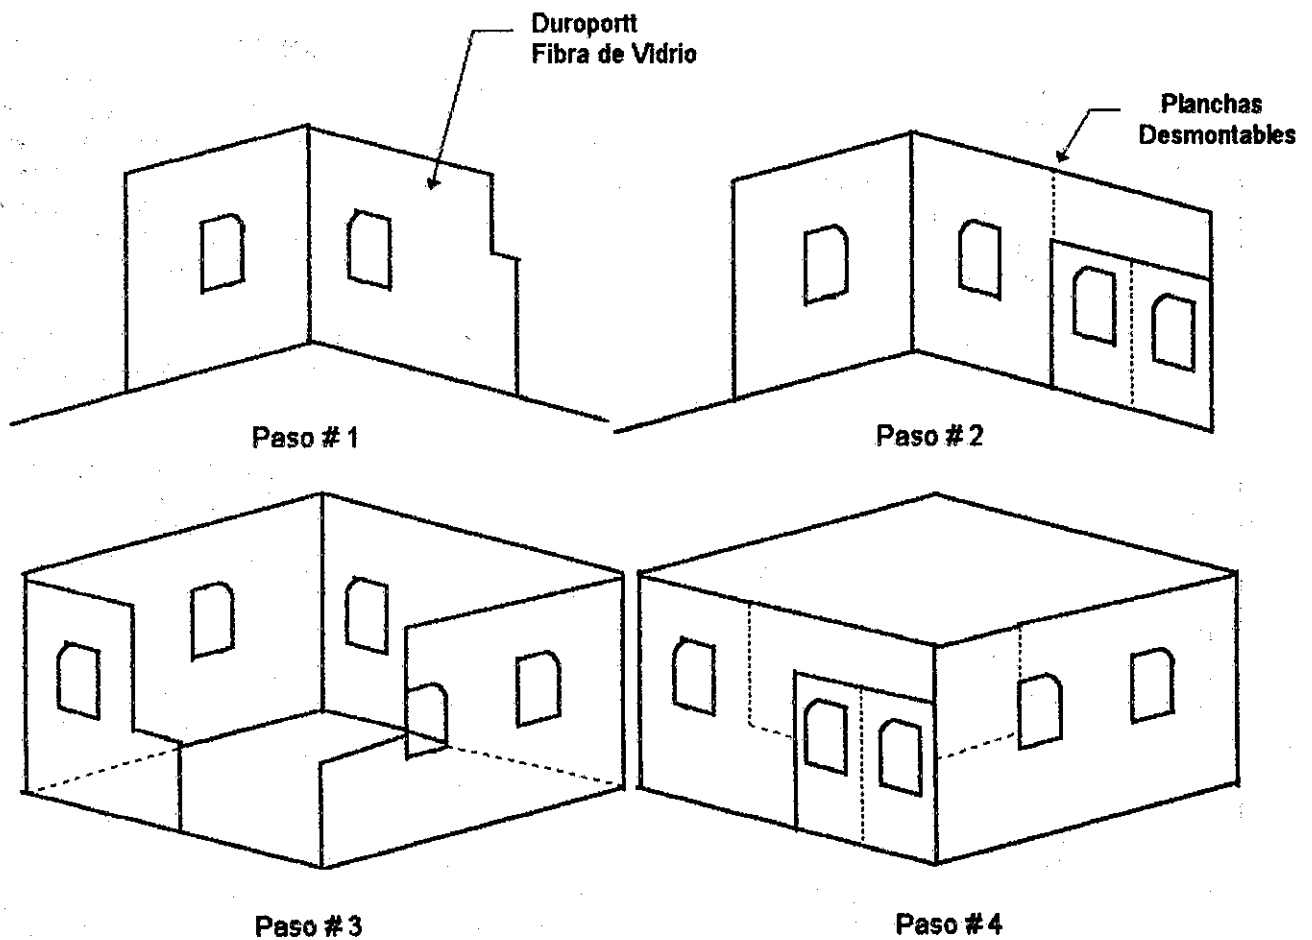 Duroportt
Fibra de Vidrio
Planchas
Desmontables
Paso # 1
Paso # 2
Paso # 3
Paso # 4